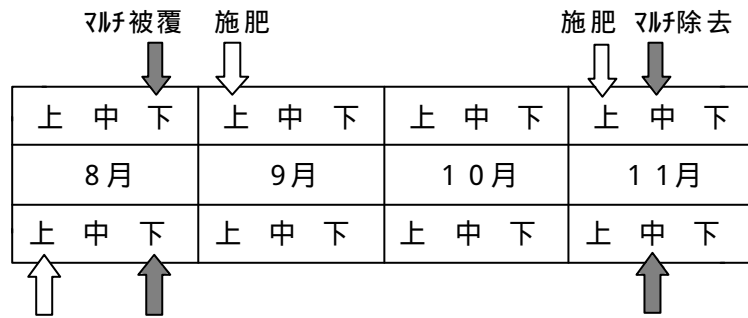 マルチ被覆 施肥 施肥 マルチ除去
上 中 下 上 中 下 上 中 下 上 中 下
8月 9月 10月 11月
上 中 下 上 中 下 上 中 下 上 中 下